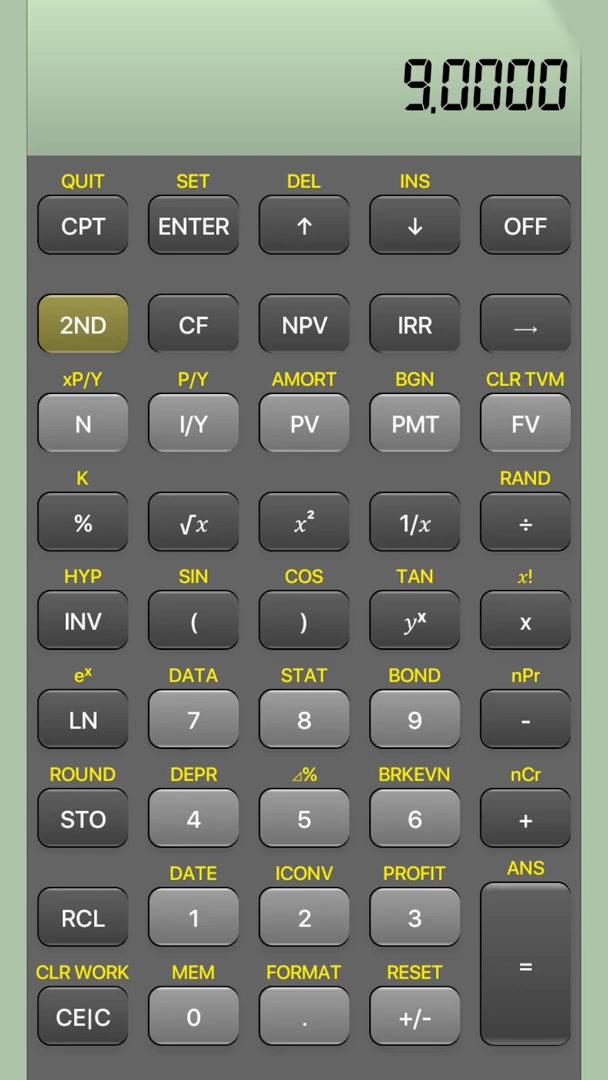 9.0000
QUIT SET DEL INS
CPT ENTER ↑ ↓ OFF
2ND CF NPV IRR →
xP/Y P/Y AMORT BGN CLR TVM
N I/Y PV PMT FV
K RAND
% √x x² 1/x ÷
HYP SIN COS TAN x!
INV ( ) yˣ x
eˣ DATA STAT BOND nPr
LN 7 8 9 -
ROUND DEPR ⊿% BRKEVN nCr
STO 4 5 6 +
DATE ICONV PROFIT ANS
RCL 1 2 3 =
CLR WORK MEM FORMAT RESET
CE|C 0 . +/-